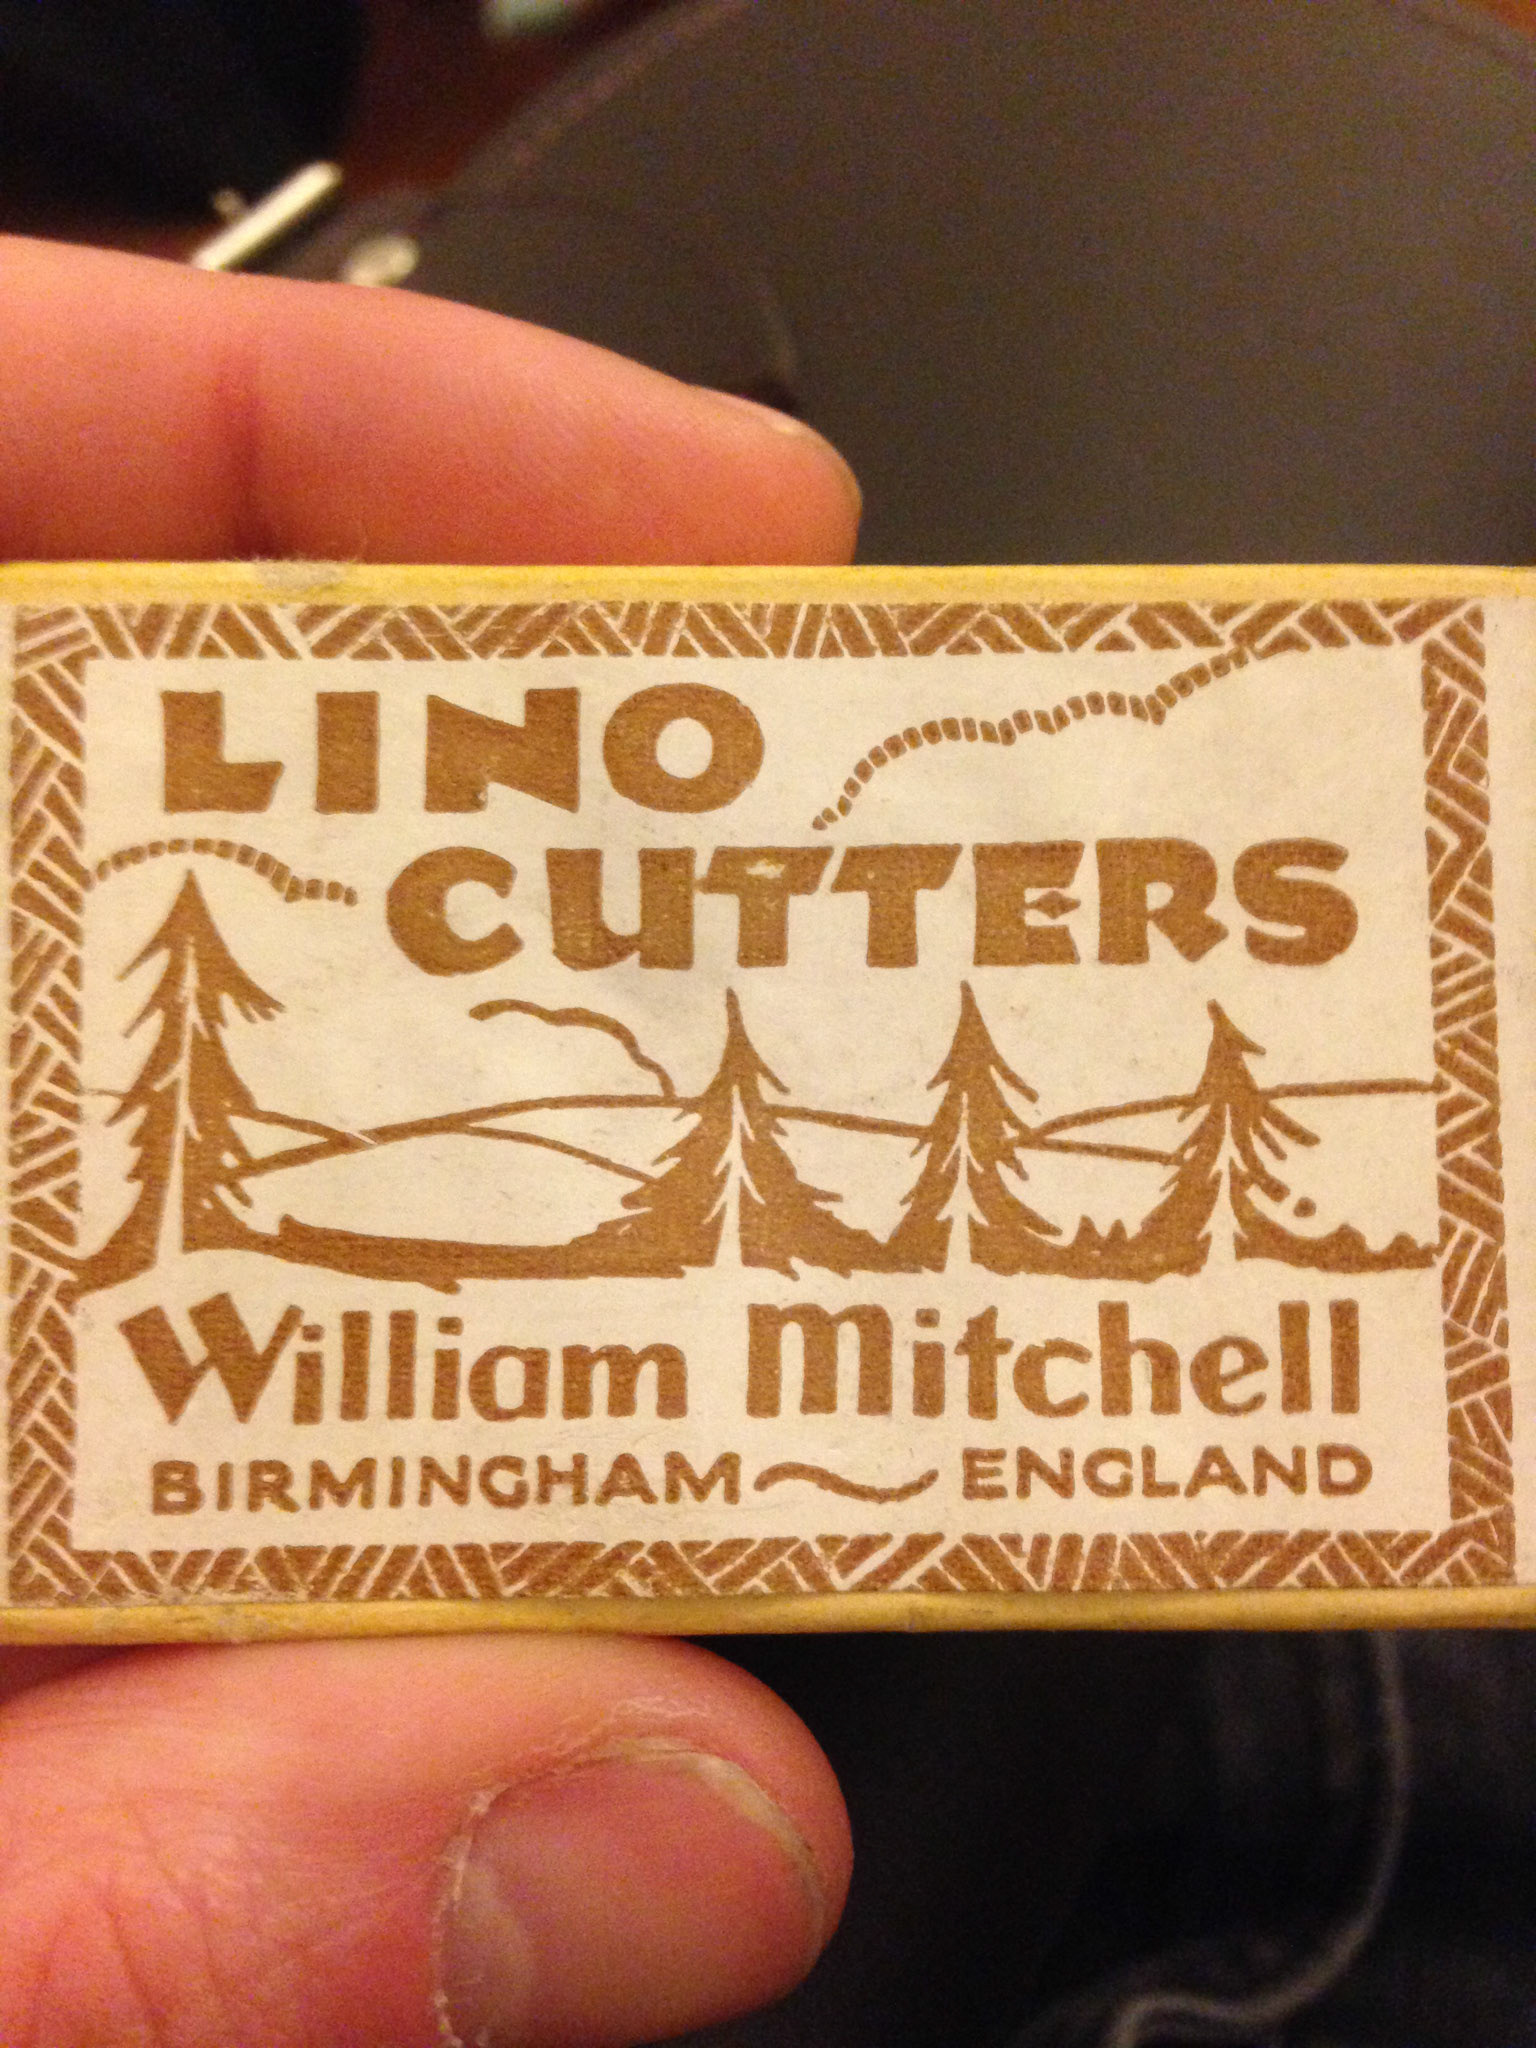 LINO
CUTTERS
William Mitchell
BIRMINGHAM ~ ENGLAND